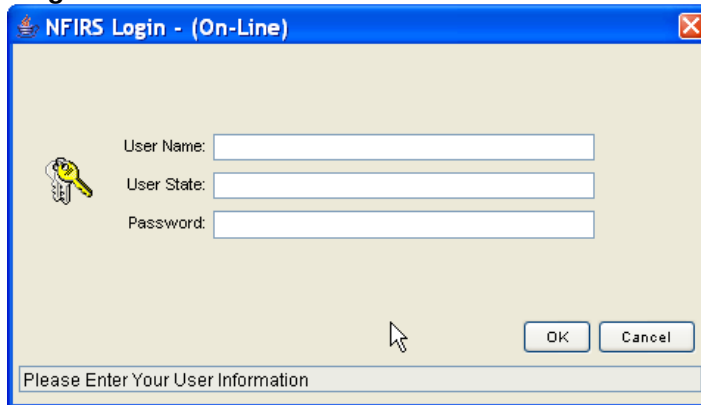 NFIRS Login - (On-Line)
User Name:
User State:
Password:
OK Cancel
Please Enter Your User Information